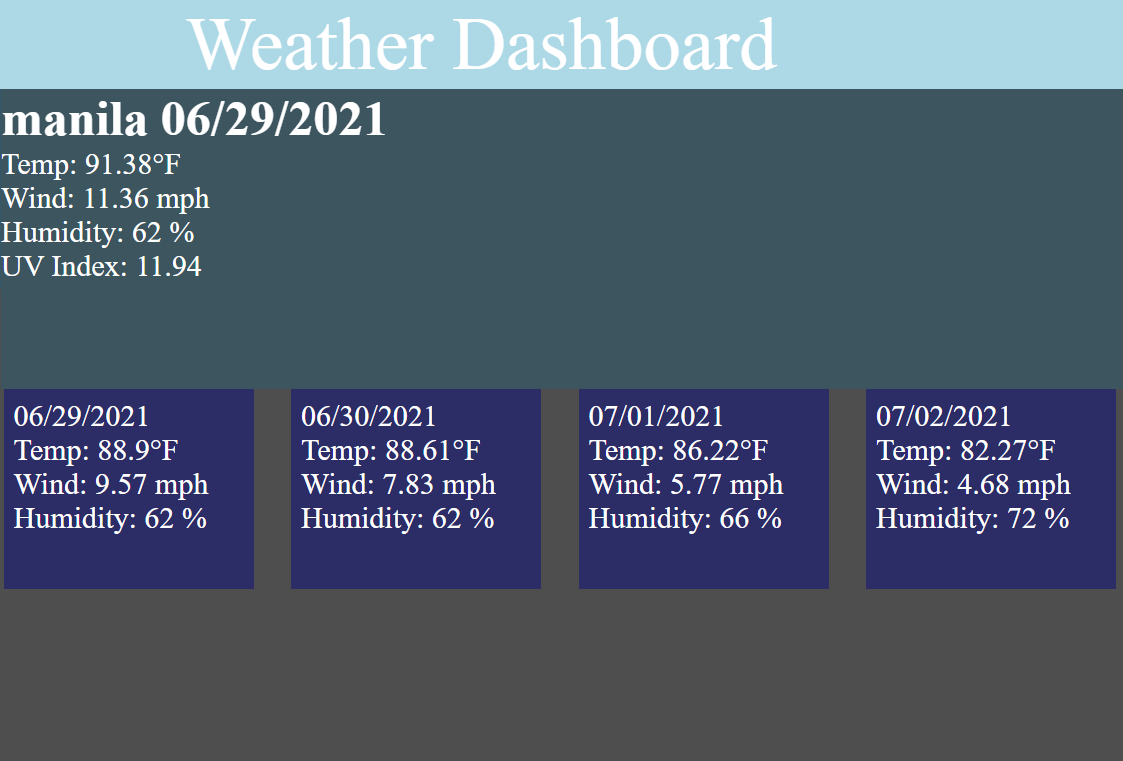 Weather Dashboard
manila 06/29/2021
Temp: 91.38°F
Wind: 11.36 mph
Humidity: 62 %
UV Index: 11.94
06/29/2021
Temp: 88.9°F
Wind: 9.57 mph
Humidity: 62 %
06/30/2021
Temp: 88.61°F
Wind: 7.83 mph
Humidity: 62 %
07/01/2021
Temp: 86.22°F
Wind: 5.77 mph
Humidity: 66 %
07/02/2021
Temp: 82.27°F
Wind: 4.68 mph
Humidity: 72 %